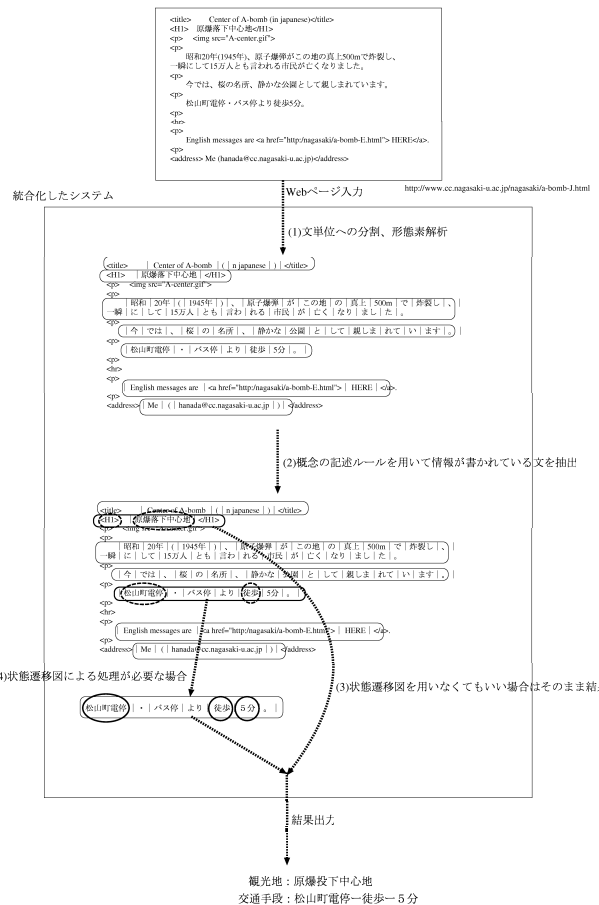 <title> Center of A-bomb (in japanese)</title>
<H1> 原爆落下中心地</H1>
<p> <img src="A-center.gif">
<p>
昭和20年(1945年)、原子爆弾がこの地の真上500mで炸裂し、
一瞬にして15万人とも言われる市民が亡くなりました。
<p>
今では、桜の名所、静かな公園として親しまれています。
<p>
松山町電停・バス停より徒歩5分。
<p>
<hr>
<p>
English messages are <a href="http:/nagasaki/a-bomb-E.html"> HERE</a>.
<p>
<address> Me (hanada@cc.nagasaki-u.ac.jp)</address>
Webページ入力
http://www.cc.nagasaki-u.ac.jp/nagasaki/a-bomb-J.html
統合化したシステム
(1)文単位への分割、形態素解析
<title> | Center of A-bomb | ( | n japanese | ) | </title>
<H1> | 原爆落下中心地 | </H1>
<p> <img src="A-center.gif">
<p>
| 昭和 | 20年 | ( | 1945年 | ) | 、 | 原子爆弾 | が | この地 | の | 真上 | 500m | で | 炸裂し | 、 |
一瞬 | に | して | 15万人 | とも | 言わ | れる | 市民 | が | 亡く | なり | まし | た | 。
<p>
| 今 | では | 、 | 桜 | の | 名所 | 、 | 静かな | 公園 | と | して | 親しま | れて | い | ます | 。 |
<p>
| 松山町電停 | ・ | バス停 | より | 徒歩 | 5分 | 。 |
<p>
<hr>
<p>
| English messages are | <a href="http:/nagasaki/a-bomb-E.html"> | HERE | </a>.
<p>
<address> | Me | ( | hanada@cc.nagasaki-u.ac.jp | ) | </address>
(2)概念の記述ルールを用いて情報が書かれている文を抽出
<title> | Center of A-bomb | ( | n japanese | ) | </title>
<H1> | 原爆落下中心地 | </H1>
<p> <img src="A-center.gif">
<p>
| 昭和 | 20年 | ( | 1945年 | ) | 、 | 原子爆弾 | が | この地 | の | 真上 | 500m | で | 炸裂し | 、 |
一瞬 | に | して | 15万人 | とも | 言わ | れる | 市民 | が | 亡く | なり | まし | た | 。
<p>
| 今 | では | 、 | 桜 | の | 名所 | 、 | 静かな | 公園 | と | して | 親しま | れて | い | ます | 。 |
<p>
| 松山町電停 | ・ | バス停 | より | 徒歩 | 5分 | 。 |
<p>
<hr>
<p>
| English messages are | <a href="http:/nagasaki/a-bomb-E.html"> | HERE | </a>.
<p>
<address> | Me | ( | hanada@cc.nagasaki-u.ac.jp | ) | </address>
4)状態遷移図による処理が必要な場合
(3)状態遷移図を用いなくてもいい場合はそのまま結
松山町電停 | ・ | バス停 | より | 徒歩 | 5分 | 。 |
結果出力
観光地：原爆投下中心地
交通手段：松山町電停ー徒歩ー5分